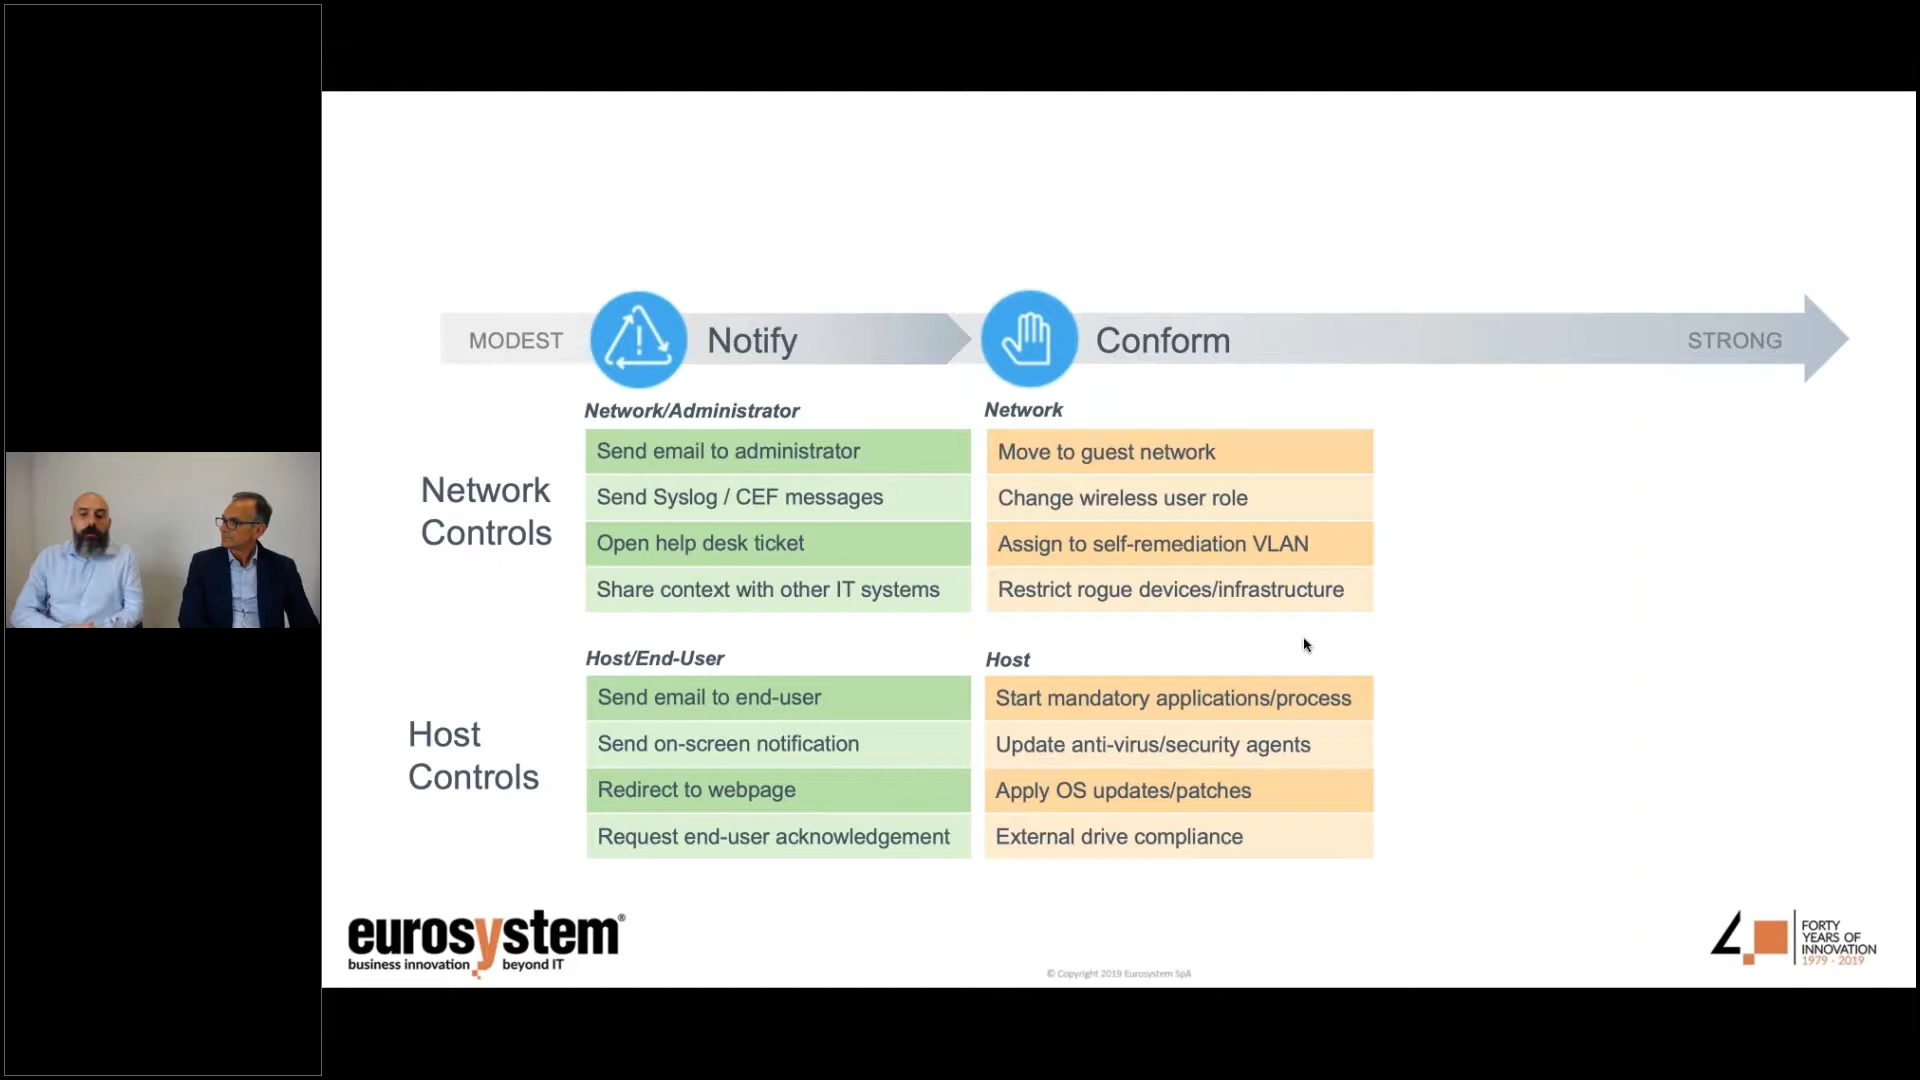 MODEST
Notify
Conform
STRONG
Network/Administrator
Network
Network
Controls
Send email to administrator
Send Syslog / CEF messages
Open help desk ticket
Share context with other IT systems
Move to guest network
Change wireless user role
Assign to self-remediation VLAN
Restrict rogue devices/infrastructure
Host/End-User
Host
Host
Controls
Send email to end-user
Send on-screen notification
Redirect to webpage
Request end-user acknowledgement
Start mandatory applications/process
Update anti-virus/security agents
Apply OS updates/patches
External drive compliance
eurosystem®
business innovation beyond IT
© Copyright 2019 Eurosystem SpA
FORTY
YEARS OF
INNOVATION
1979 - 2019